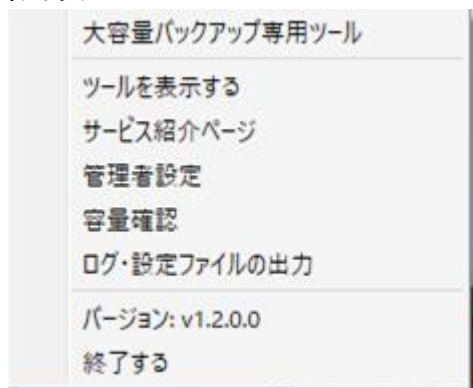 大容量バックアップ専用ツール
ツールを表示する
サービス紹介ページ
管理者設定
容量確認
ログ・設定ファイルの出力
バージョン: v1.2.0.0
終了する